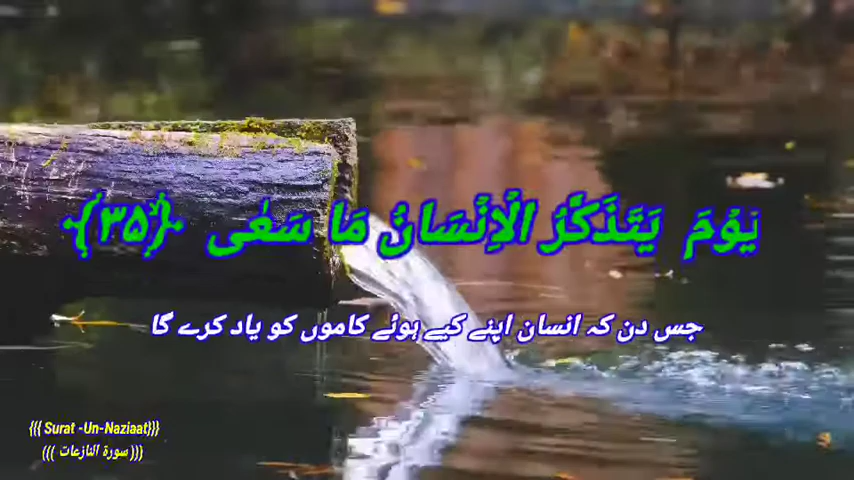 یَوۡمَ یَتَذَکَّرُ الۡاِنۡسَانُ مَا سَعٰی ﴿ۙ۳۵﴾
جس دن کہ انسان اپنے کیے ہوئے کاموں کو یاد کرے گا
{{{ Surat -Un-Naziaat}}}
((( سورة النازعات )))